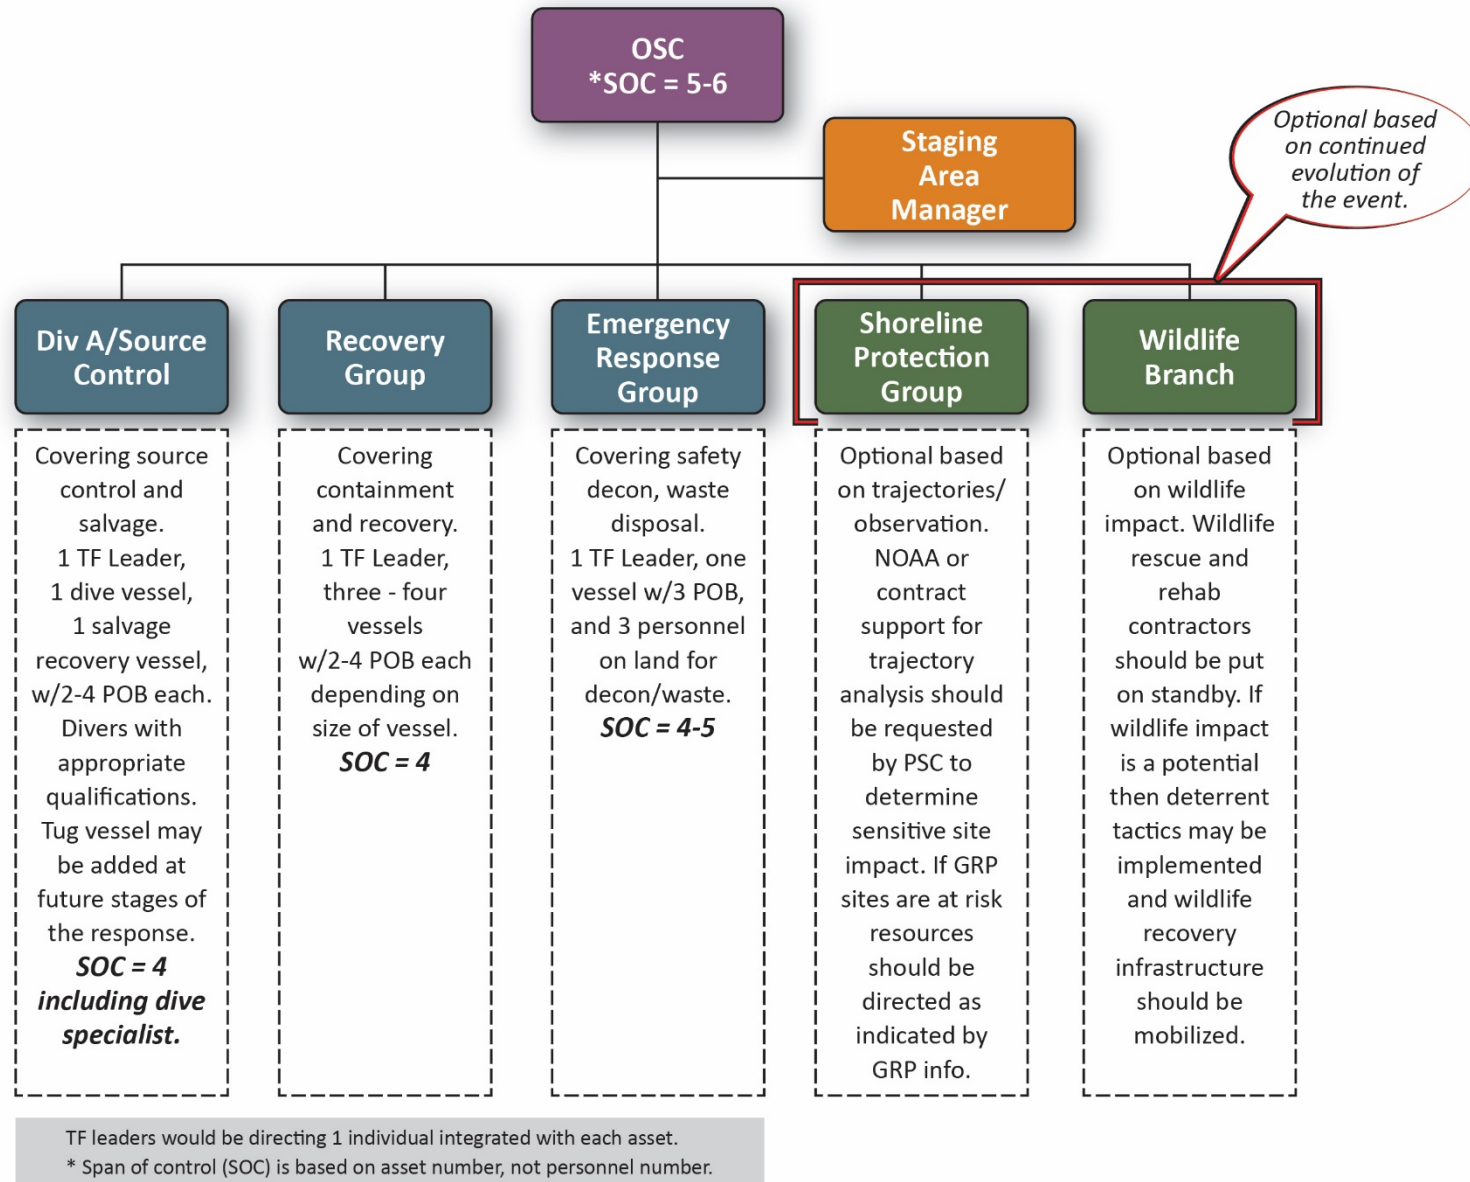 OSC
*SOC = 5-6
Staging
Area
Manager
Optional based
on continued
evolution of
the event.
Div A/Source
Control
Recovery
Group
Emergency
Response
Group
Shoreline
Protection
Group
Wildlife
Branch
Covering source
control and
salvage.
1 TF Leader,
1 dive vessel,
1 salvage
recovery vessel,
w/2-4 POB each.
Divers with
appropriate
qualifications.
Tug vessel may
be added at
future stages of
the response.
SOC = 4
including dive
specialist.
Covering
containment
and recovery.
1 TF Leader,
three - four
vessels
w/2-4 POB each
depending on
size of vessel.
SOC = 4
Covering safety
decon, waste
disposal.
1 TF Leader, one
vessel w/3 POB,
and 3 personnel
on land for
decon/waste.
SOC = 4-5
Optional based
on trajectories/
observation.
NOAA or
contract
support for
trajectory
analysis should
be requested
by PSC to
determine
sensitive site
impact. If GRP
sites are at risk
resources
should be
directed as
indicated by
GRP info.
Optional based
on wildlife
impact. Wildlife
rescue and
rehab
contractors
should be put
on standby. If
wildlife impact
is a potential
then deterrent
tactics may be
implemented
and wildlife
recovery
infrastructure
should be
mobilized.
TF leaders would be directing 1 individual integrated with each asset.
* Span of control (SOC) is based on asset number, not personnel number.